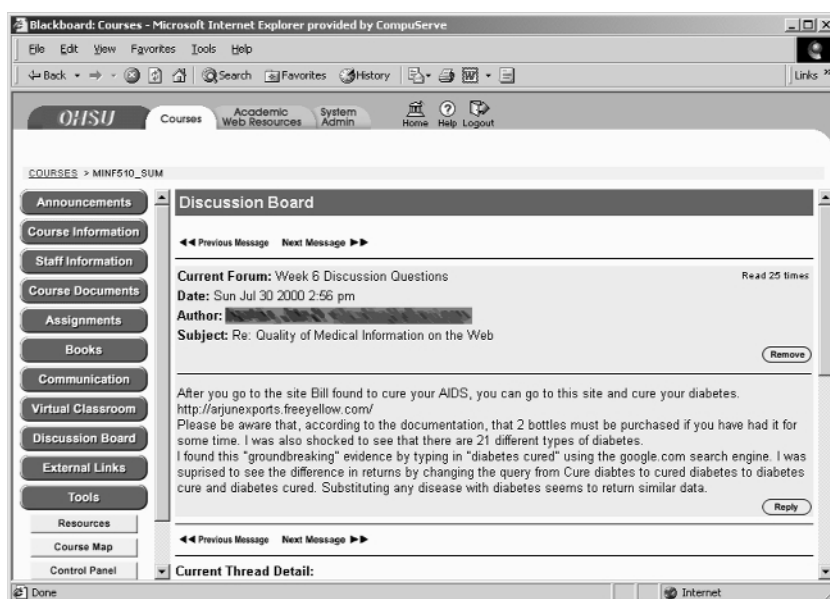 Blackboard: Courses - Microsoft Internet Explorer provided by CompuServe
File Edit View Favorites Tools Help
Back Search Favorites History Links »
OHSU Courses Academic Web Resources System Admin Home Help Logout
COURSES > MINF510_SUM
Announcements
Course Information
Staff Information
Course Documents
Assignments
Books
Communication
Virtual Classroom
Discussion Board
External Links
Tools
Resources
Course Map
Control Panel
Discussion Board
Previous Message Next Message
Current Forum: Week 6 Discussion Questions Read 25 times
Date: Sun Jul 30 2000 2:56 pm
Author:
Subject: Re: Quality of Medical Information on the Web
Remove
After you go to the site Bill found to cure your AIDS, you can go to this site and cure your diabetes.
http://arjunexports.freeyellow.com/
Please be aware that, according to the documentation, that 2 bottles must be purchased if you have had it for
some time. I was also shocked to see that there are 21 different types of diabetes.
I found this "groundbreaking" evidence by typing in "diabetes cured" using the google.com search engine. I was
suprised to see the difference in returns by changing the query from Cure diabtes to cured diabetes to diabetes
cure and diabetes cured. Substituting any disease with diabetes seems to return similar data.
Reply
Previous Message Next Message
Current Thread Detail:
Done Internet